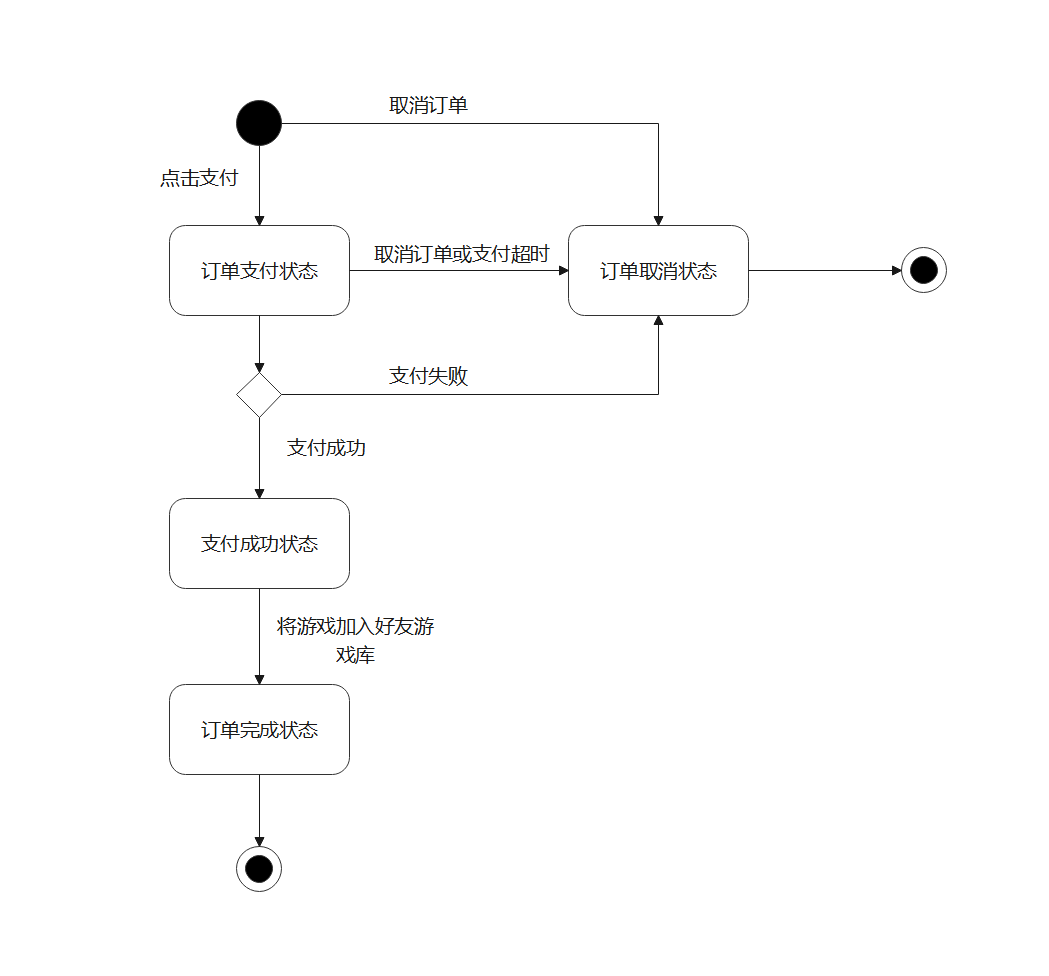 取消订单
点击支付
取消订单或支付超时
订单支付状态
订单取消状态
支付失败
支付成功
支付成功状态
将游戏加入好友游
戏库
订单完成状态